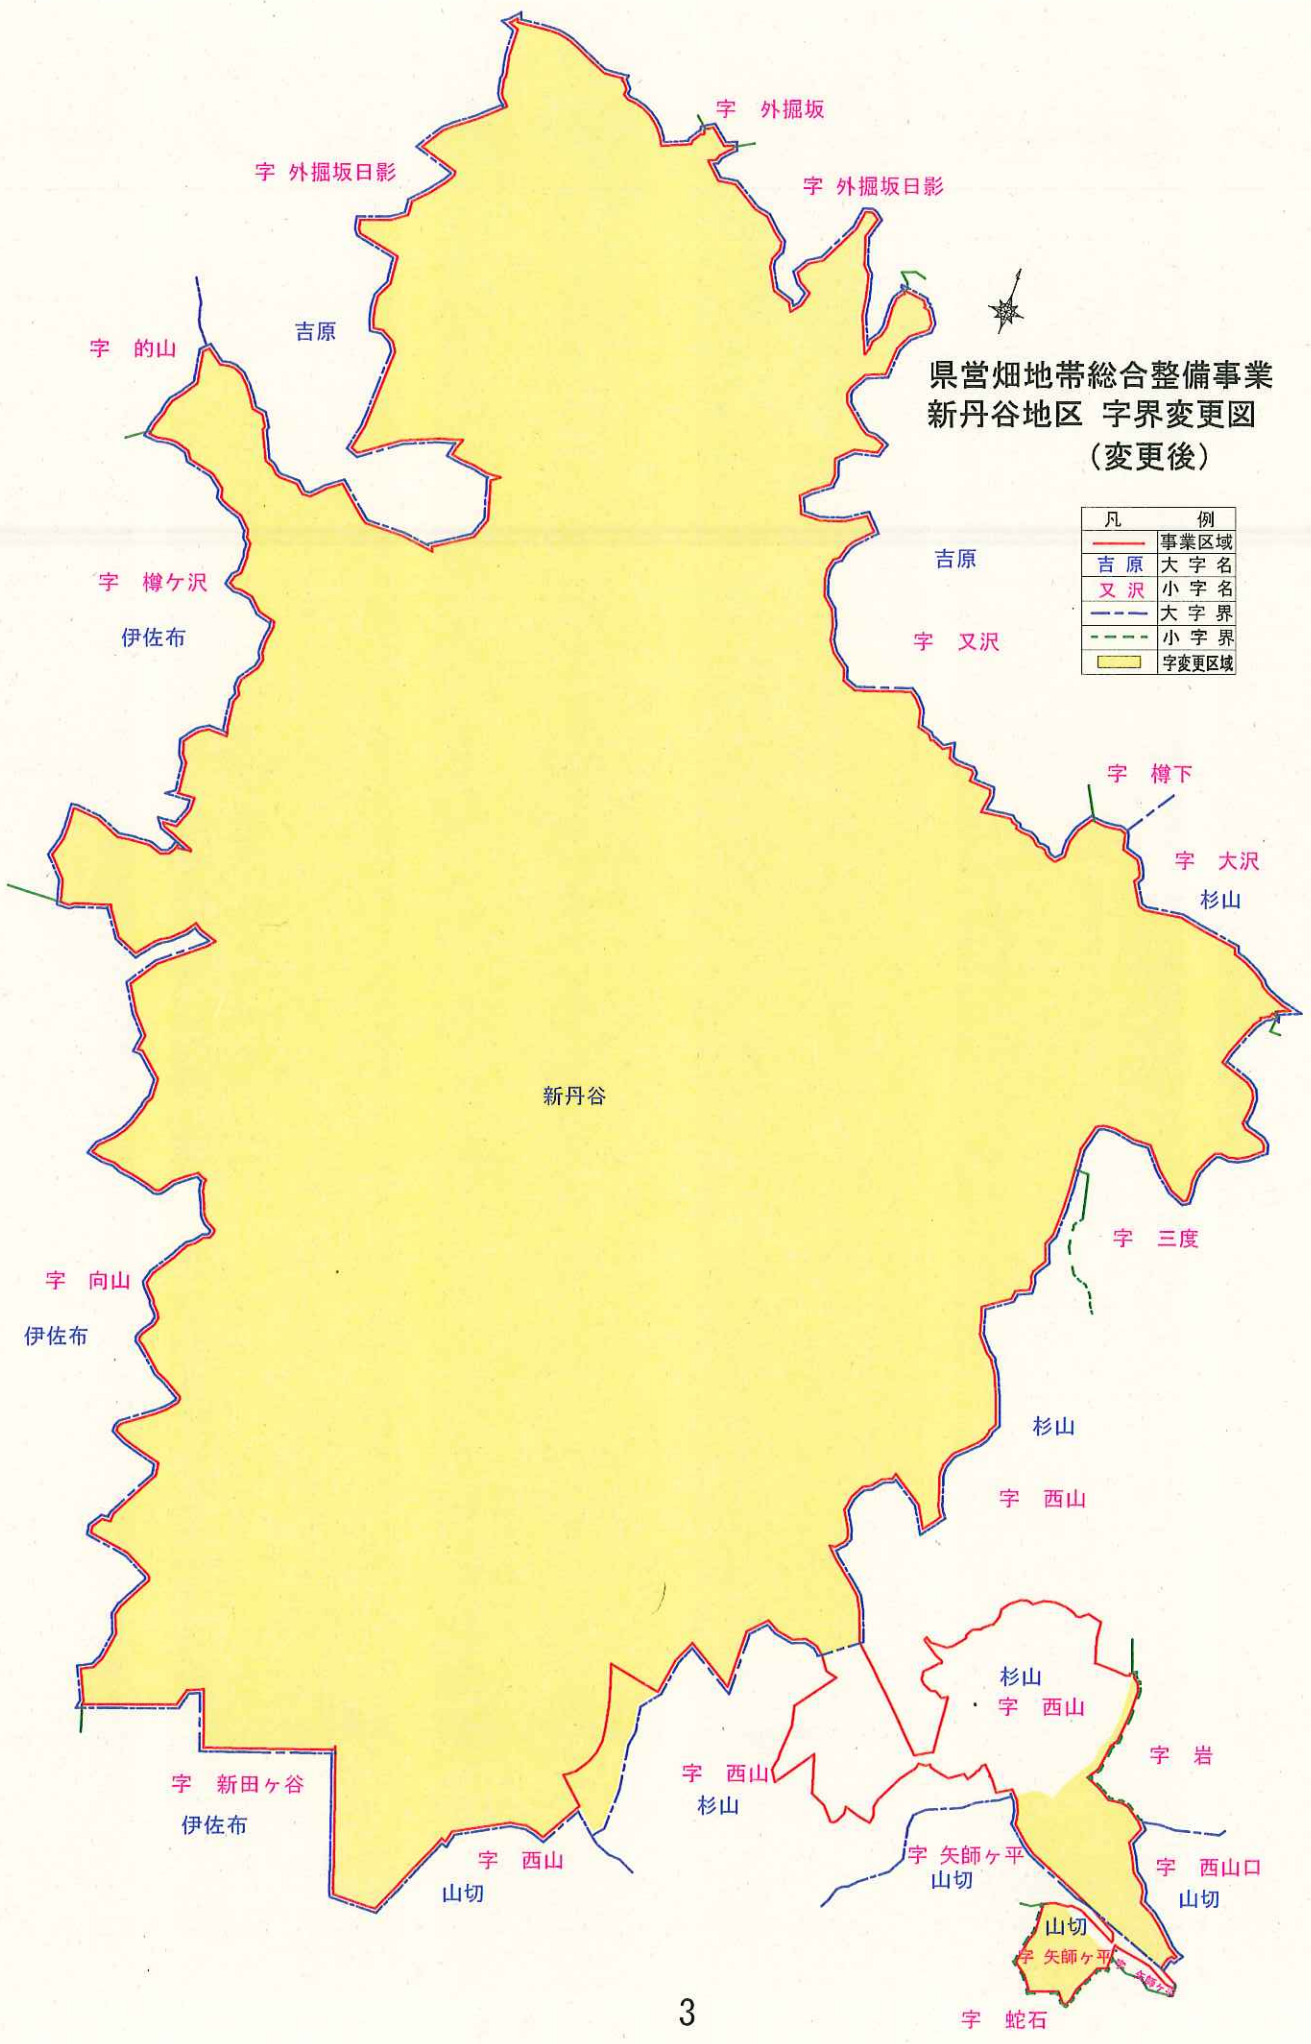 字 外掘坂
字 外掘坂日影
字 外掘坂日影
吉原
字 的山
県営畑地帯総合整備事業
新丹谷地区 字界変更図
(変更後)
凡 例
事業区域
吉原 大字名
又沢 小字名
大字界
小字界
字変更区域
吉原
字 又沢
字 樽ケ沢
伊佐布
字 樽下
字 大沢
杉山
新丹谷
字 三度
字 向山
伊佐布
杉山
字 西山
杉山
字 西山
字 岩
字 西山
杉山
字 新田ヶ谷
伊佐布
字 西山
山切
字 矢師ヶ平
山切
字 西山口
山切
山切
字 矢師ヶ平
字 矢師ヶ平
字 蛇石
3